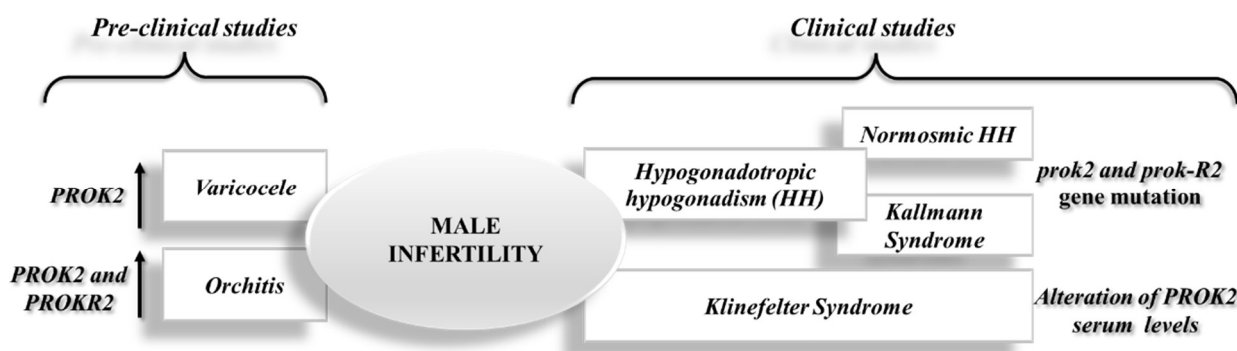 Pre-clinical studies
Clinical studies
PROK2
Varicocele
PROK2 and
PROKR2
Orchitis
MALE
INFERTILITY
Hypogonadotropic
hypogonadism (HH)
Normosmic HH
Kallmann
Syndrome
prok2 and prok-R2
gene mutation
Klinefelter Syndrome
Alteration of PROK2
serum levels